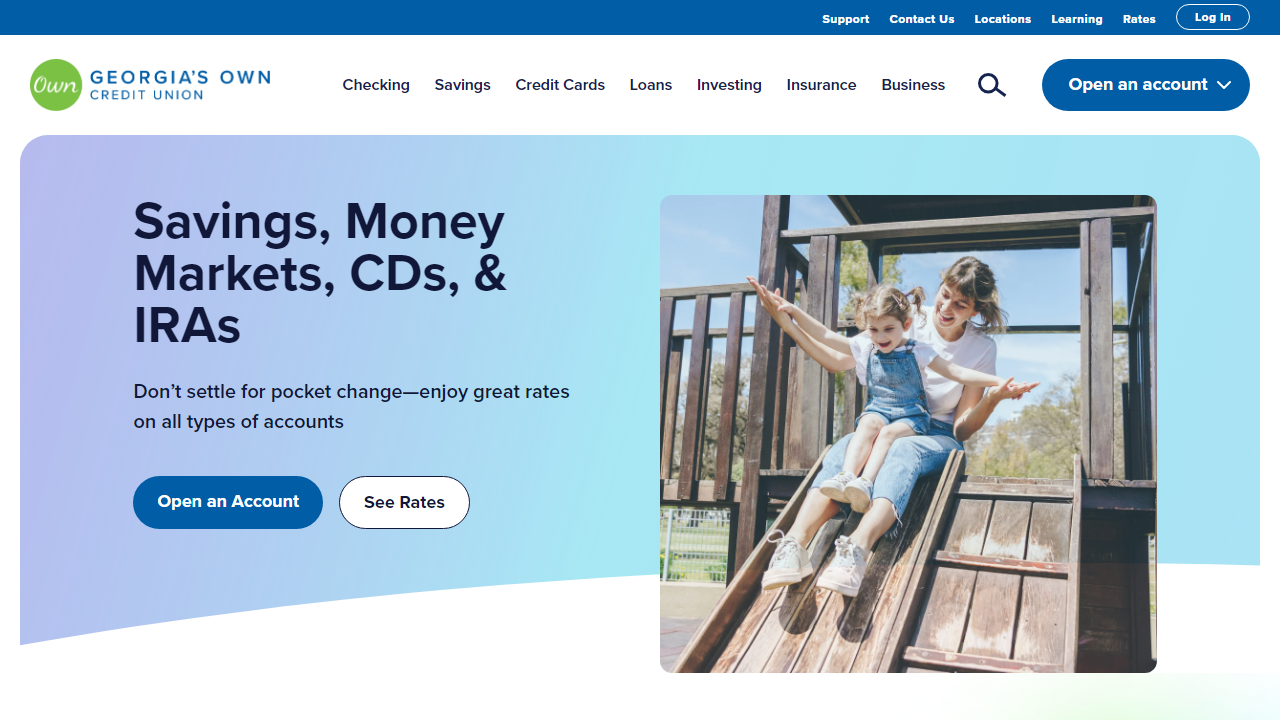 Support Contact Us Locations Learning Rates Log In
Own GEORGIA'S OWN
CREDIT UNION
Checking Savings Credit Cards Loans Investing Insurance Business Open an account
Savings, Money
Markets, CDs, &
IRAs
Don’t settle for pocket change—enjoy great rates
on all types of accounts
Open an Account See Rates